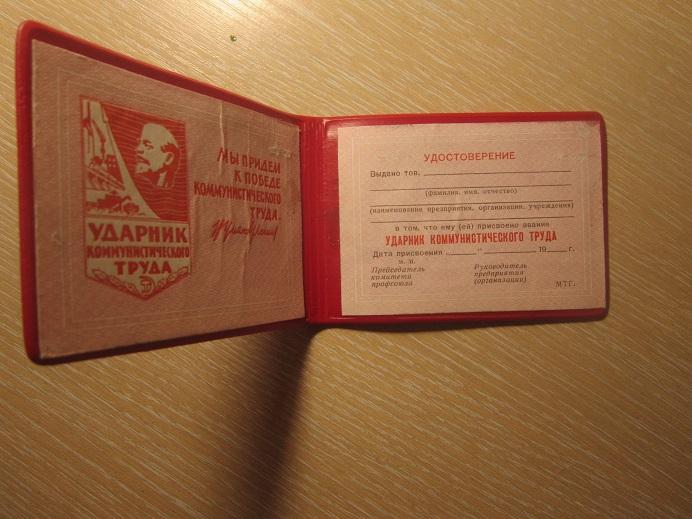 УДАРНИК
КОММУНИСТИЧЕСКОГО
ТРУДА
МЫ ПРИДЕМ
К ПОБЕДЕ
КОММУНИСТИЧЕСКОГО
ТРУДА.
УДОСТОВЕРЕНИЕ
Выдано тов.
(фамилия, имя, отчество)
(наименование предприятия, организации, учреждения)
в том, что ему (ей) присвоено звание
УДАРНИК КОММУНИСТИЧЕСКОГО ТРУДА
Дата присвоения " 19 г.
м. п.
Председатель комитета профсоюза
Руководитель предприятия (организации)
МТГ.